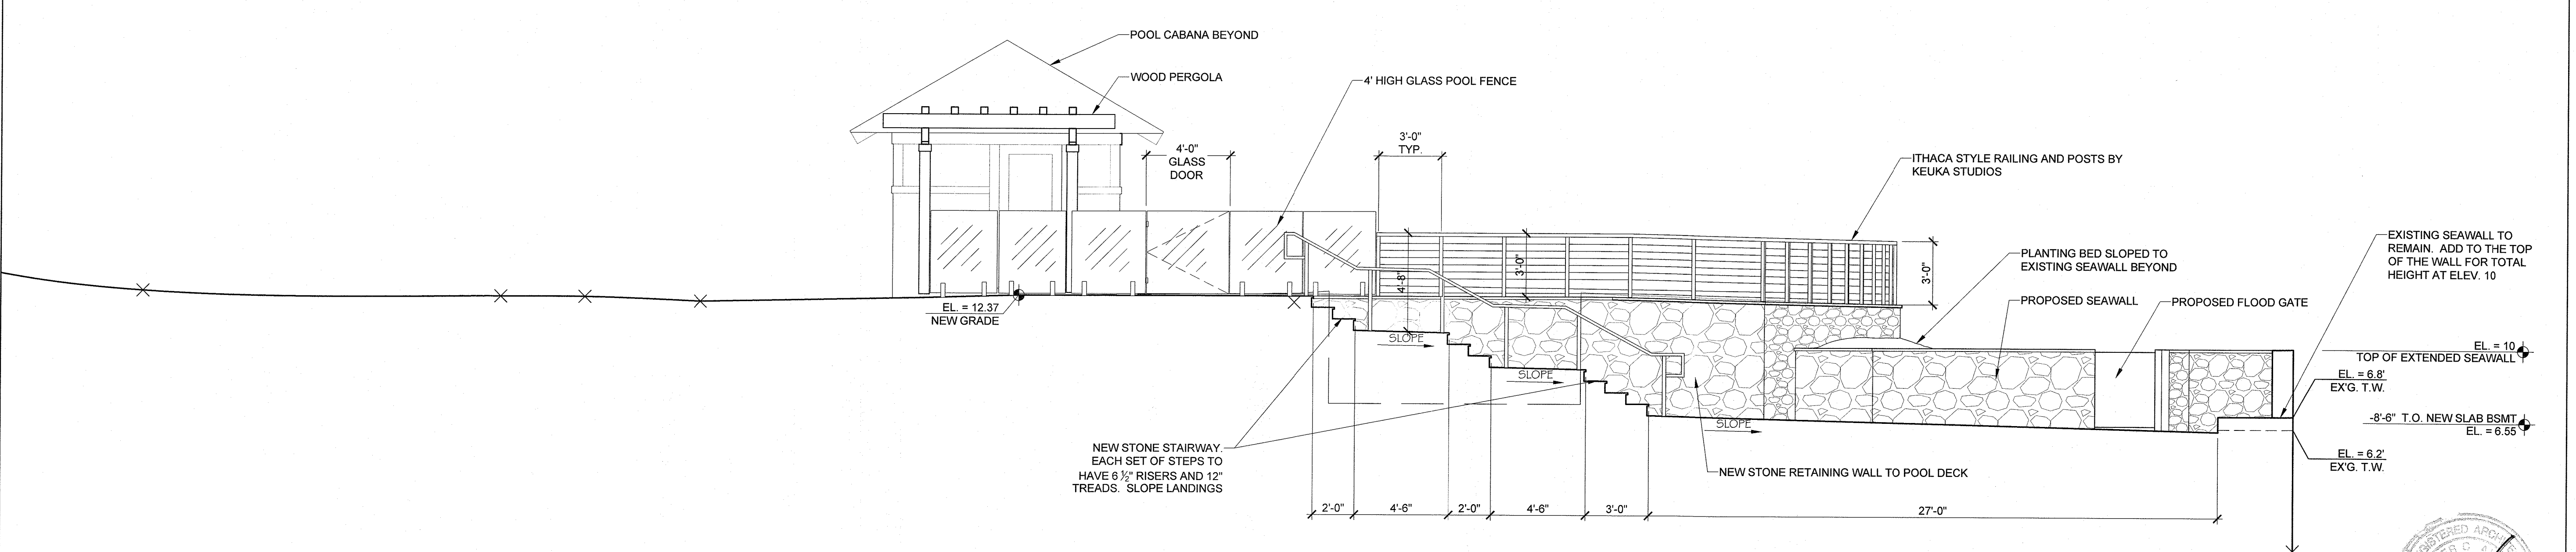 POOL CABANA BEYOND
WOOD PERGOLA
4' HIGH GLASS POOL FENCE
4'-0"
GLASS
DOOR
3'-0"
TYP.
ITHACA STYLE RAILING AND POSTS BY
KEUKA STUDIOS
4'-8"
3'-0"
3'-0"
PLANTING BED SLOPED TO
EXISTING SEAWALL BEYOND
PROPOSED SEAWALL
PROPOSED FLOOD GATE
EXISTING SEAWALL TO
REMAIN. ADD TO THE TOP
OF THE WALL FOR TOTAL
HEIGHT AT ELEV. 10
EL. = 12.37
NEW GRADE
SLOPE
SLOPE
SLOPE
EL. = 10
TOP OF EXTENDED SEAWALL
EL. = 6.8'
EX'G. T.W.
-8'-6" T.O. NEW SLAB BSMT
EL. = 6.55
EL. = 6.2'
EX'G. T.W.
NEW STONE STAIRWAY.
EACH SET OF STEPS TO
HAVE 6 ½" RISERS AND 12"
TREADS. SLOPE LANDINGS
NEW STONE RETAINING WALL TO POOL DECK
2'-0"
4'-6"
2'-0"
4'-6"
3'-0"
27'-0"